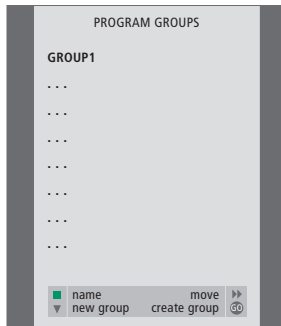 PROGRAM GROUPS
GROUP1
. . .
. . .
. . .
. . .
. . .
. . .
. . .
name move
new group create group GO